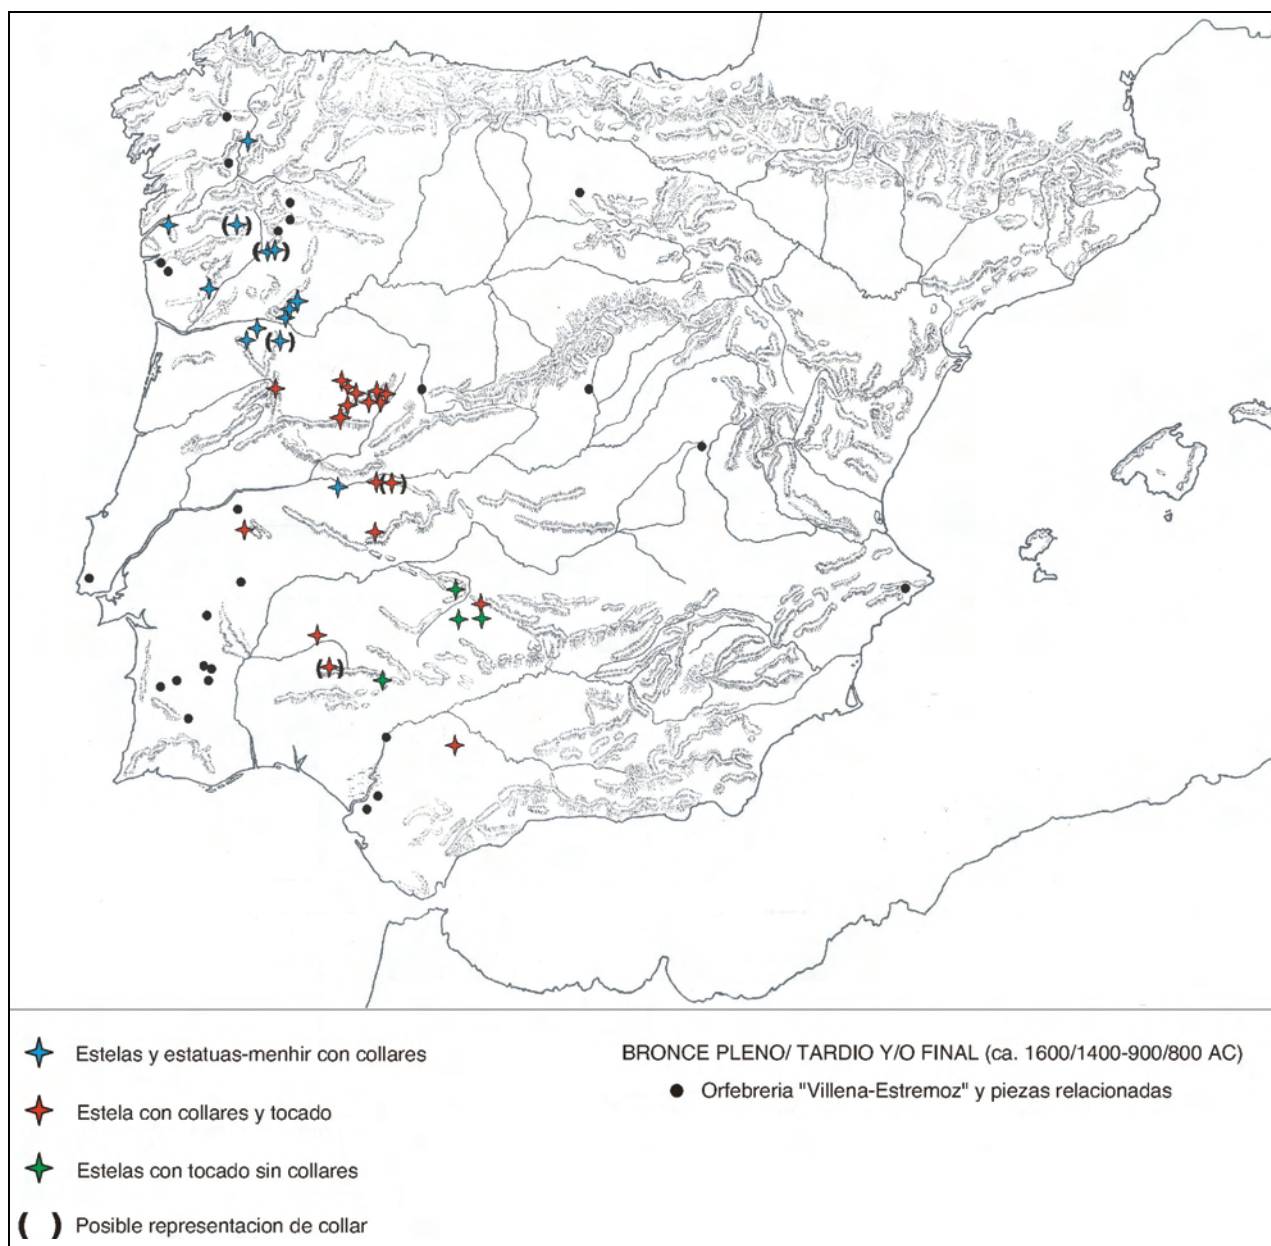 Estelas y estatuas-menhir con collares
Estela con collares y tocado
Estelas con tocado sin collares
( ) Posible representacion de collar
BRONCE PLENO/ TARDIO Y/O FINAL (ca. 1600/1400-900/800 AC)
Orfebreria "Villena-Estremoz" y piezas relacionadas